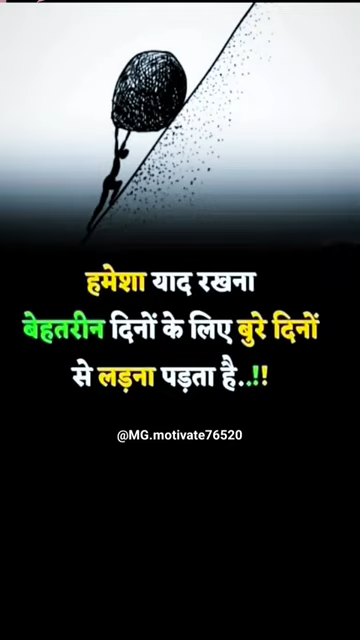 हमेशा याद रखना
बेहतरीन दिनों के लिए बुरे दिनों
से लड़ना पड़ता है..!!
@MG.motivate76520